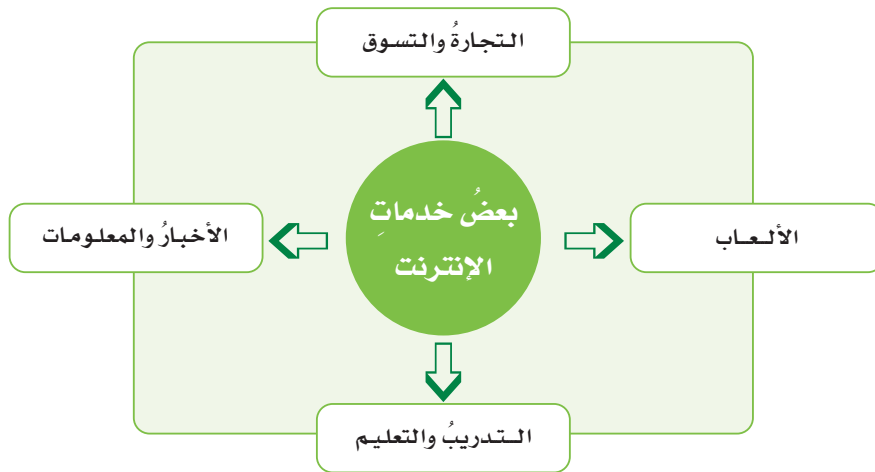 التجارةُ والتسوق
بعضُ خدماتِ
الإنترنت
الألعاب
الأخبارُ والمعلومات
التدريبُ والتعليم